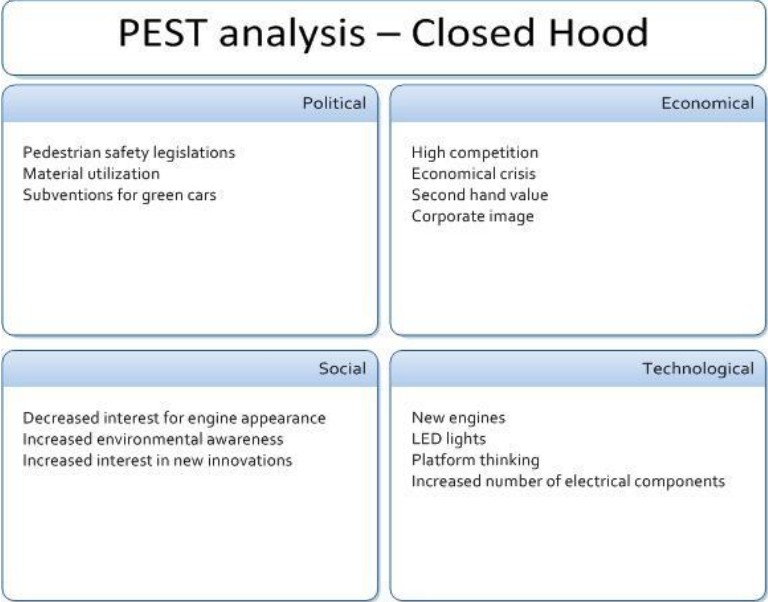 PEST analysis – Closed Hood
Political
Pedestrian safety legislations
Material utilization
Subventions for green cars
Economical
High competition
Economical crisis
Second hand value
Corporate image
Social
Decreased interest for engine appearance
Increased environmental awareness
Increased interest in new innovations
Technological
New engines
LED lights
Platform thinking
Increased number of electrical components